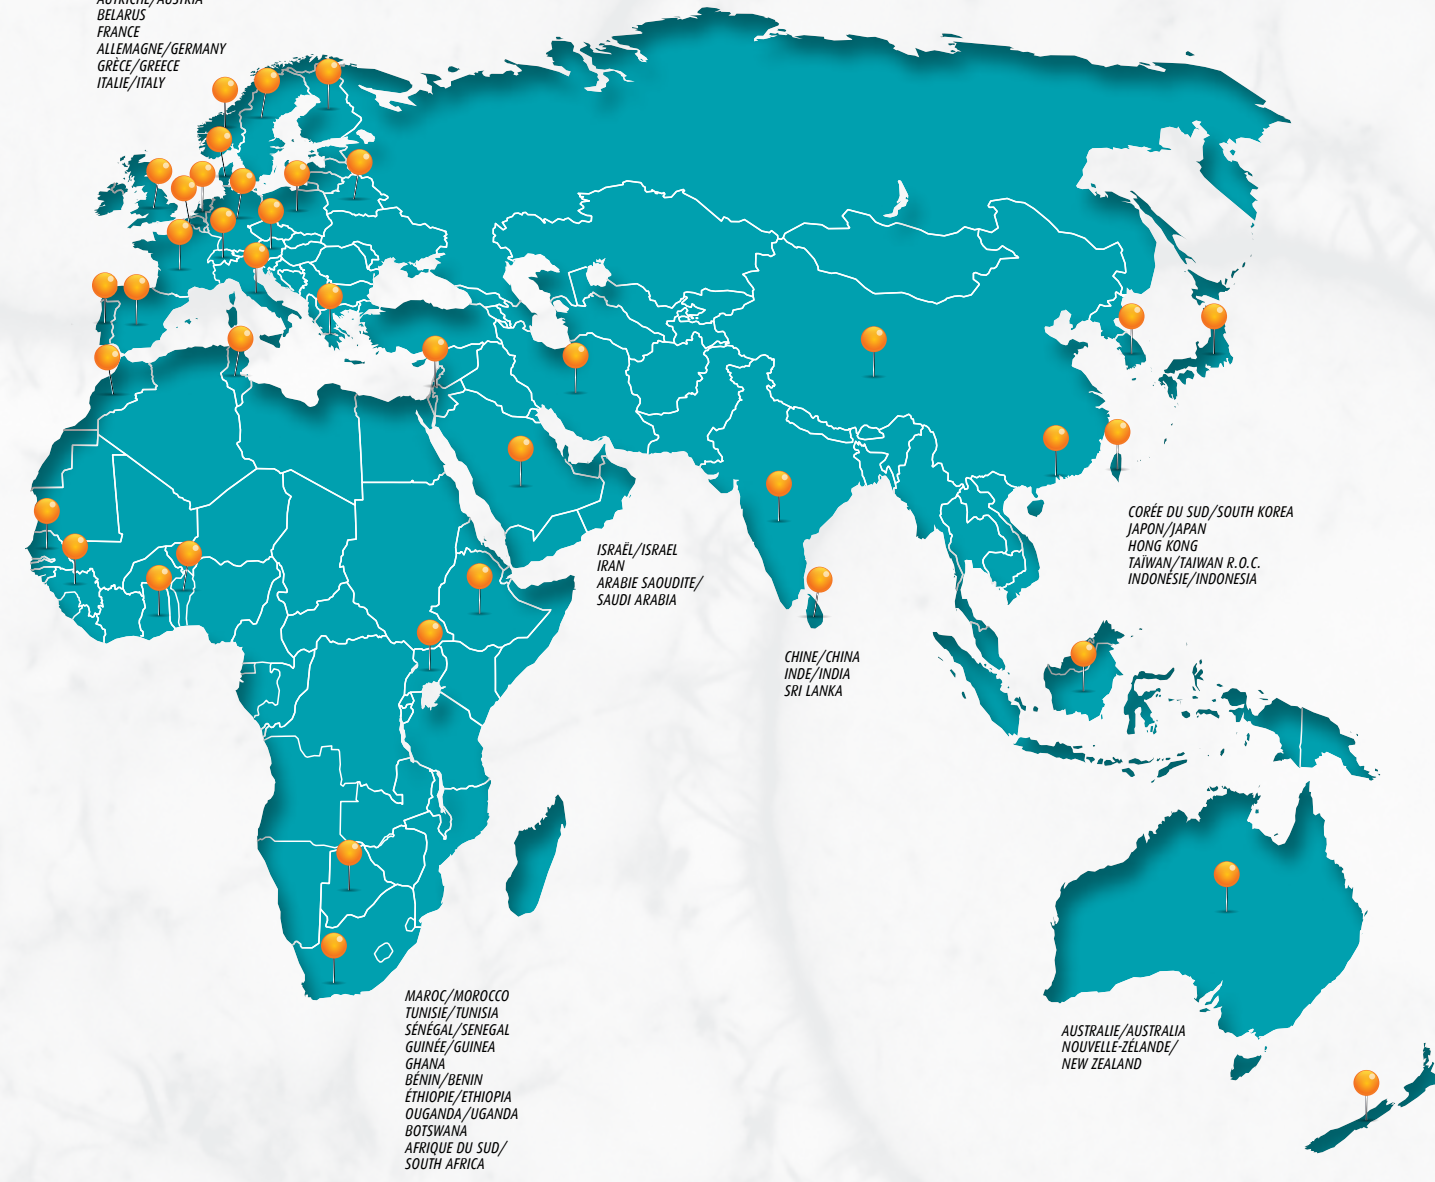 AUTRICHE/AUSTRIA
BELARUS
FRANCE
ALLEMAGNE/GERMANY
GRÈCE/GREECE
ITALIE/ITALY
ISRAËL/ISRAEL
IRAN
ARABIE SAOUDITE/
SAUDI ARABIA
CORÉE DU SUD/SOUTH KOREA
JAPON/JAPAN
HONG KONG
TAÏWAN/TAIWAN R.O.C.
INDONÉSIE/INDONESIA
CHINE/CHINA
INDE/INDIA
SRI LANKA
MAROC/MOROCCO
TUNISIE/TUNISIA
SÉNÉGAL/SENEGAL
GUINÉE/GUINEA
GHANA
BÉNIN/BENIN
ÉTHIOPIE/ETHIOPIA
OUGANDA/UGANDA
BOTSWANA
AFRIQUE DU SUD/
SOUTH AFRICA
AUSTRALIE/AUSTRALIA
NOUVELLE-ZÉLANDE/
NEW ZEALAND